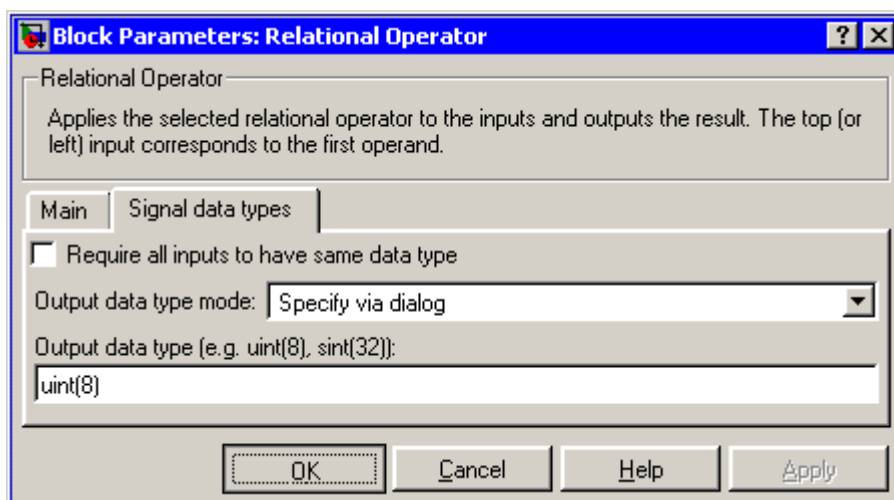 Block Parameters: Relational Operator
Relational Operator
Applies the selected relational operator to the inputs and outputs the result. The top (or
left) input corresponds to the first operand.
Main Signal data types
Require all inputs to have same data type
Output data type mode: Specify via dialog
Output data type (e.g. uint(8), sint(32)):
uint(8)
OK Cancel Help Apply